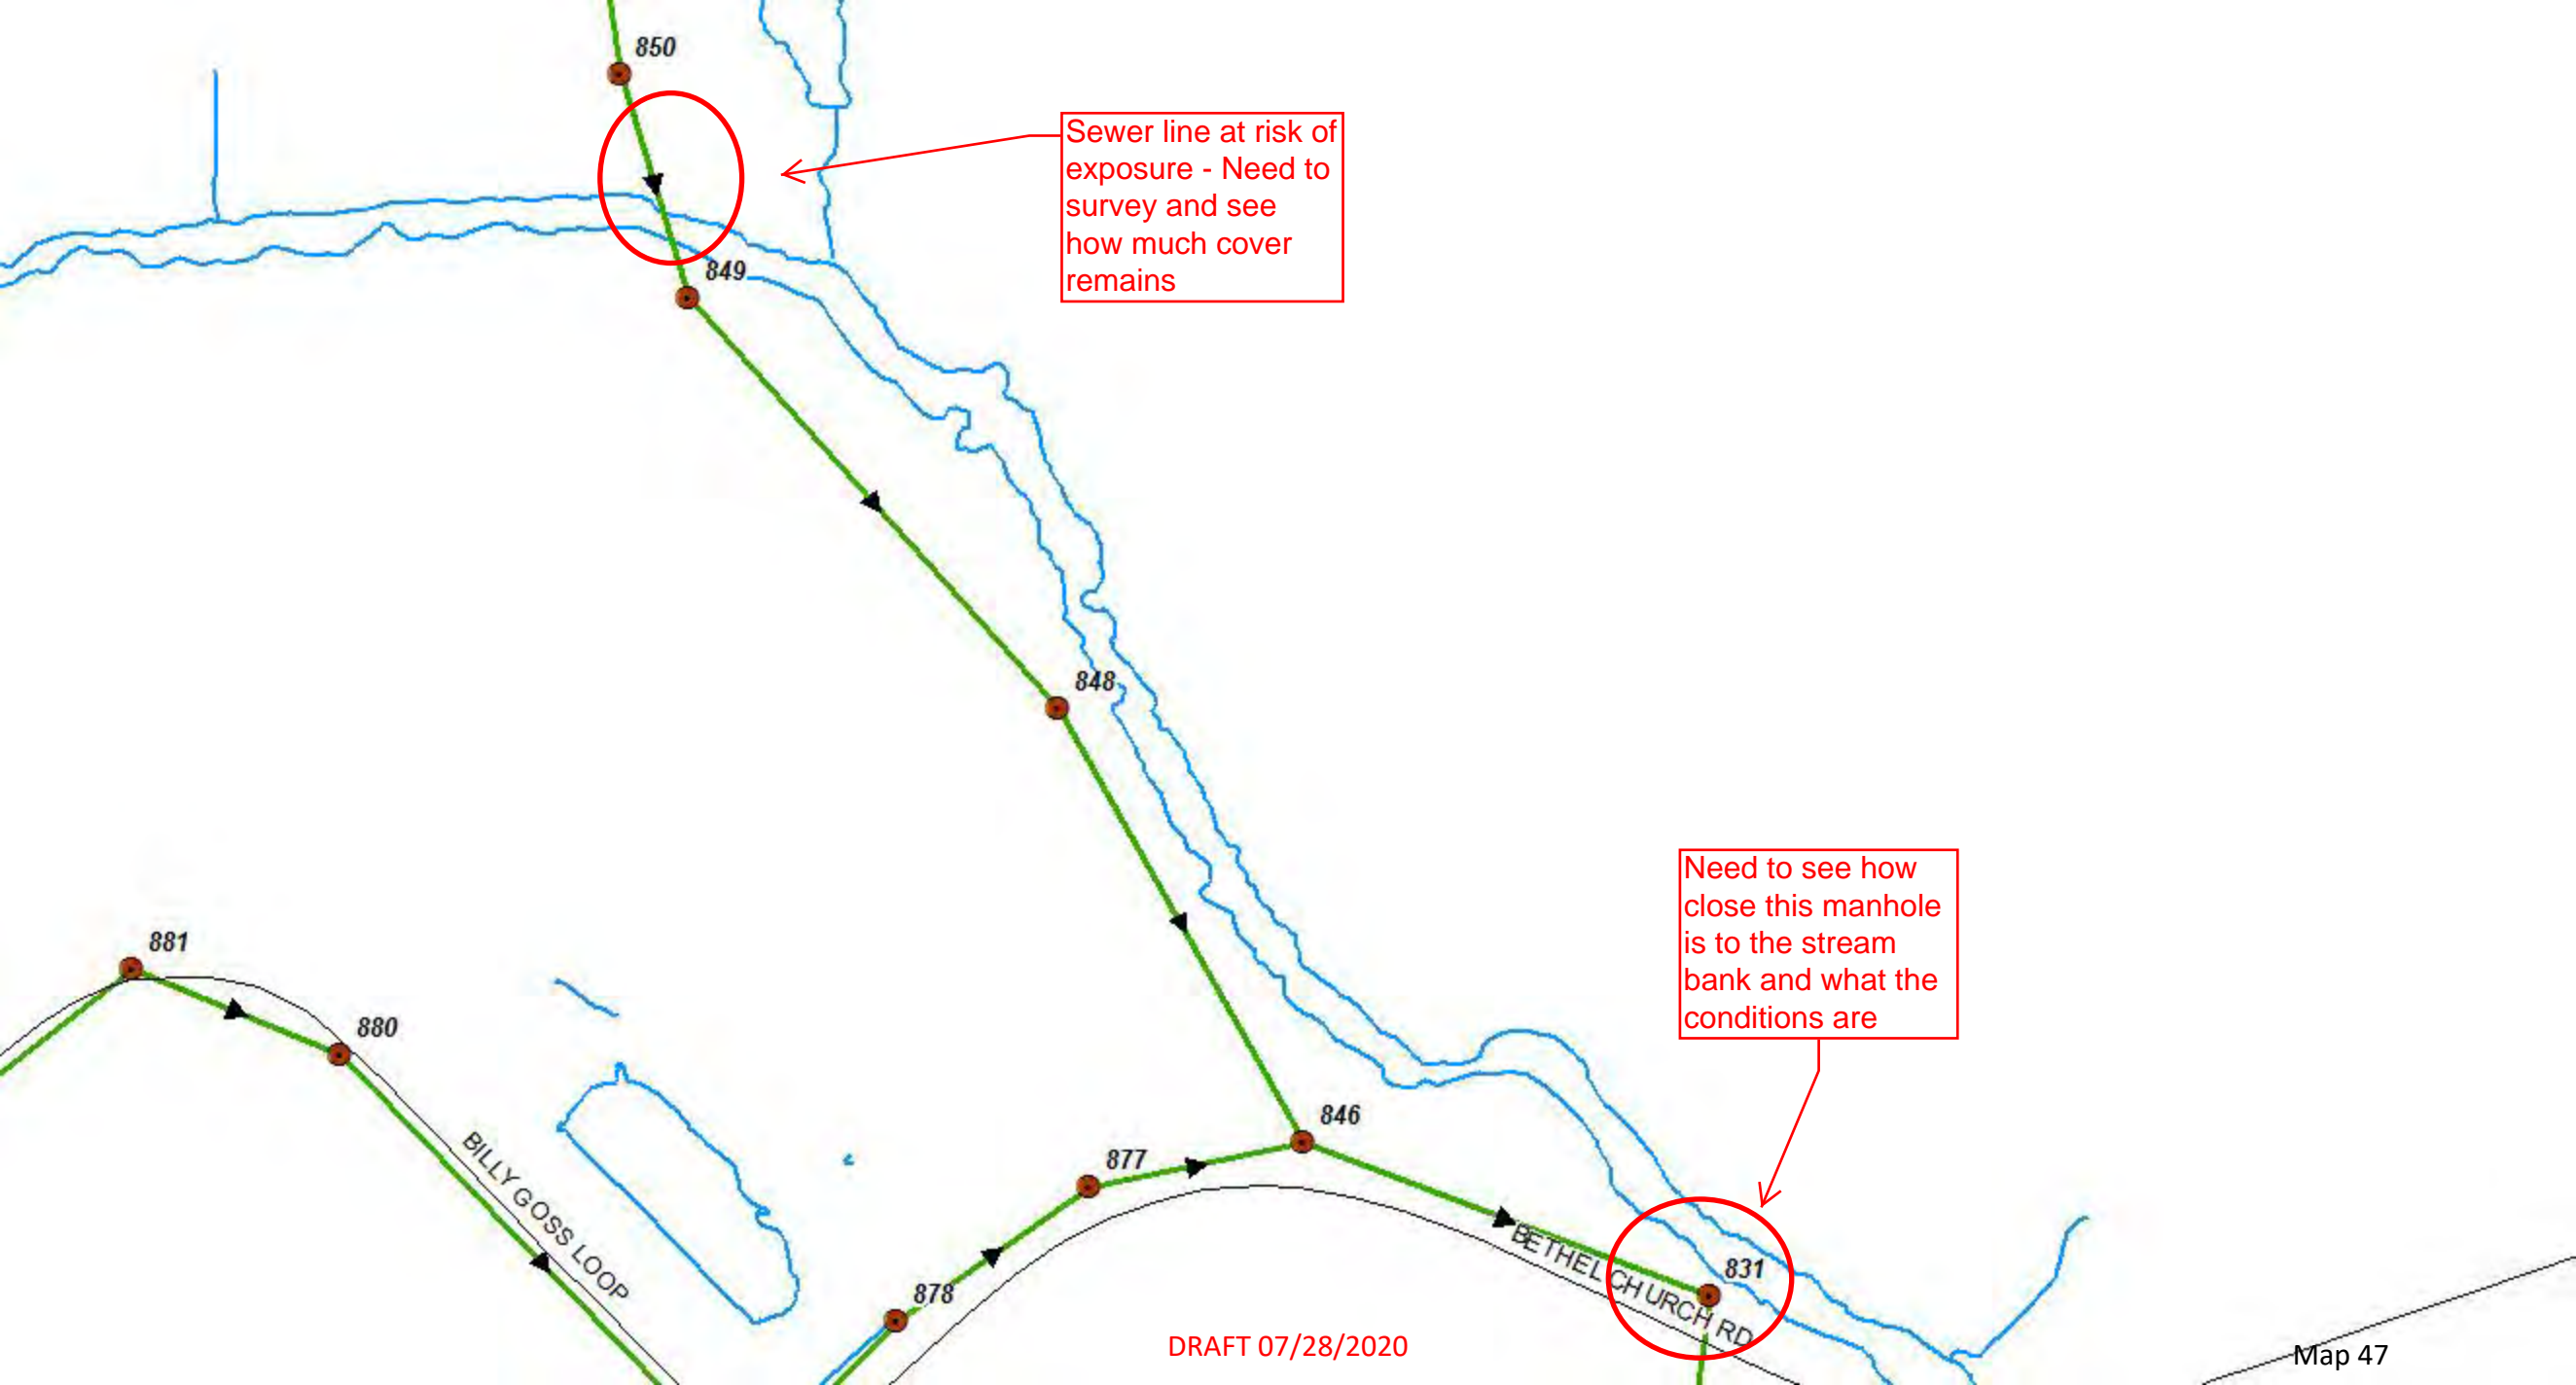 850
Sewer line at risk of
exposure - Need to
survey and see
how much cover
remains
849
848
Need to see how
close this manhole
is to the stream
bank and what the
conditions are
881
880
BILLY GOSS LOOP
846
877
878
BETHEL CHURCH RD
831
DRAFT 07/28/2020
Map 47